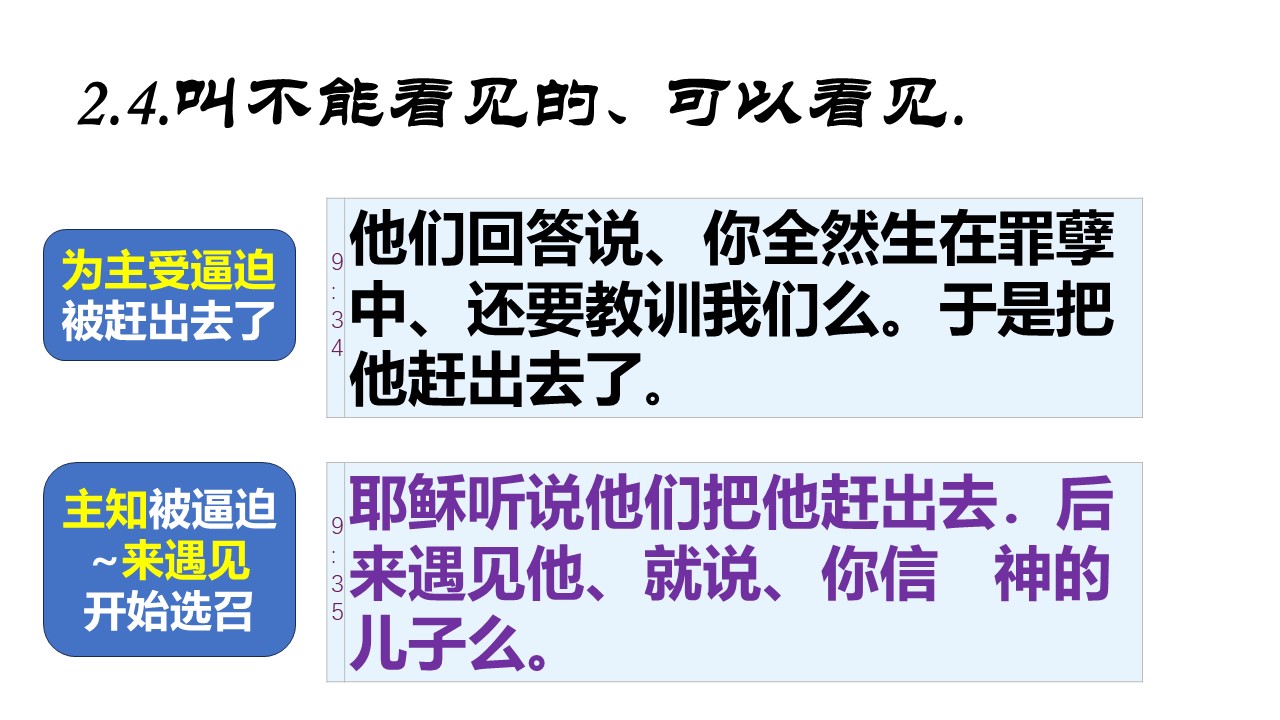 2.4.叫不能看见的、可以看见.
为主受逼迫
被赶出去了
9:34
他们回答说、你全然生在罪孽
中、还要教训我们么。于是把
他赶出去了。
主知被逼迫
~来遇见
开始选召
9:35
耶稣听说他们把他赶出去．后
来遇见他、就说、你信　神的
儿子么。